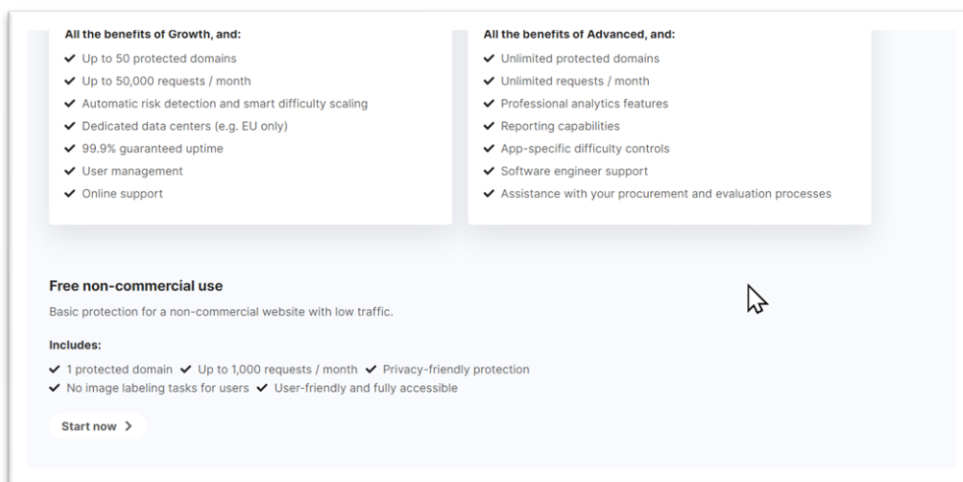 All the benefits of Growth, and:
✔ Up to 50 protected domains
✔ Up to 50,000 requests / month
✔ Automatic risk detection and smart difficulty scaling
✔ Dedicated data centers (e.g. EU only)
✔ 99.9% guaranteed uptime
✔ User management
✔ Online support
All the benefits of Advanced, and:
✔ Unlimited protected domains
✔ Unlimited requests / month
✔ Professional analytics features
✔ Reporting capabilities
✔ App-specific difficulty controls
✔ Software engineer support
✔ Assistance with your procurement and evaluation processes
Free non-commercial use
Basic protection for a non-commercial website with low traffic.
Includes:
✔ 1 protected domain ✔ Up to 1,000 requests / month ✔ Privacy-friendly protection
✔ No image labeling tasks for users ✔ User-friendly and fully accessible
Start now >